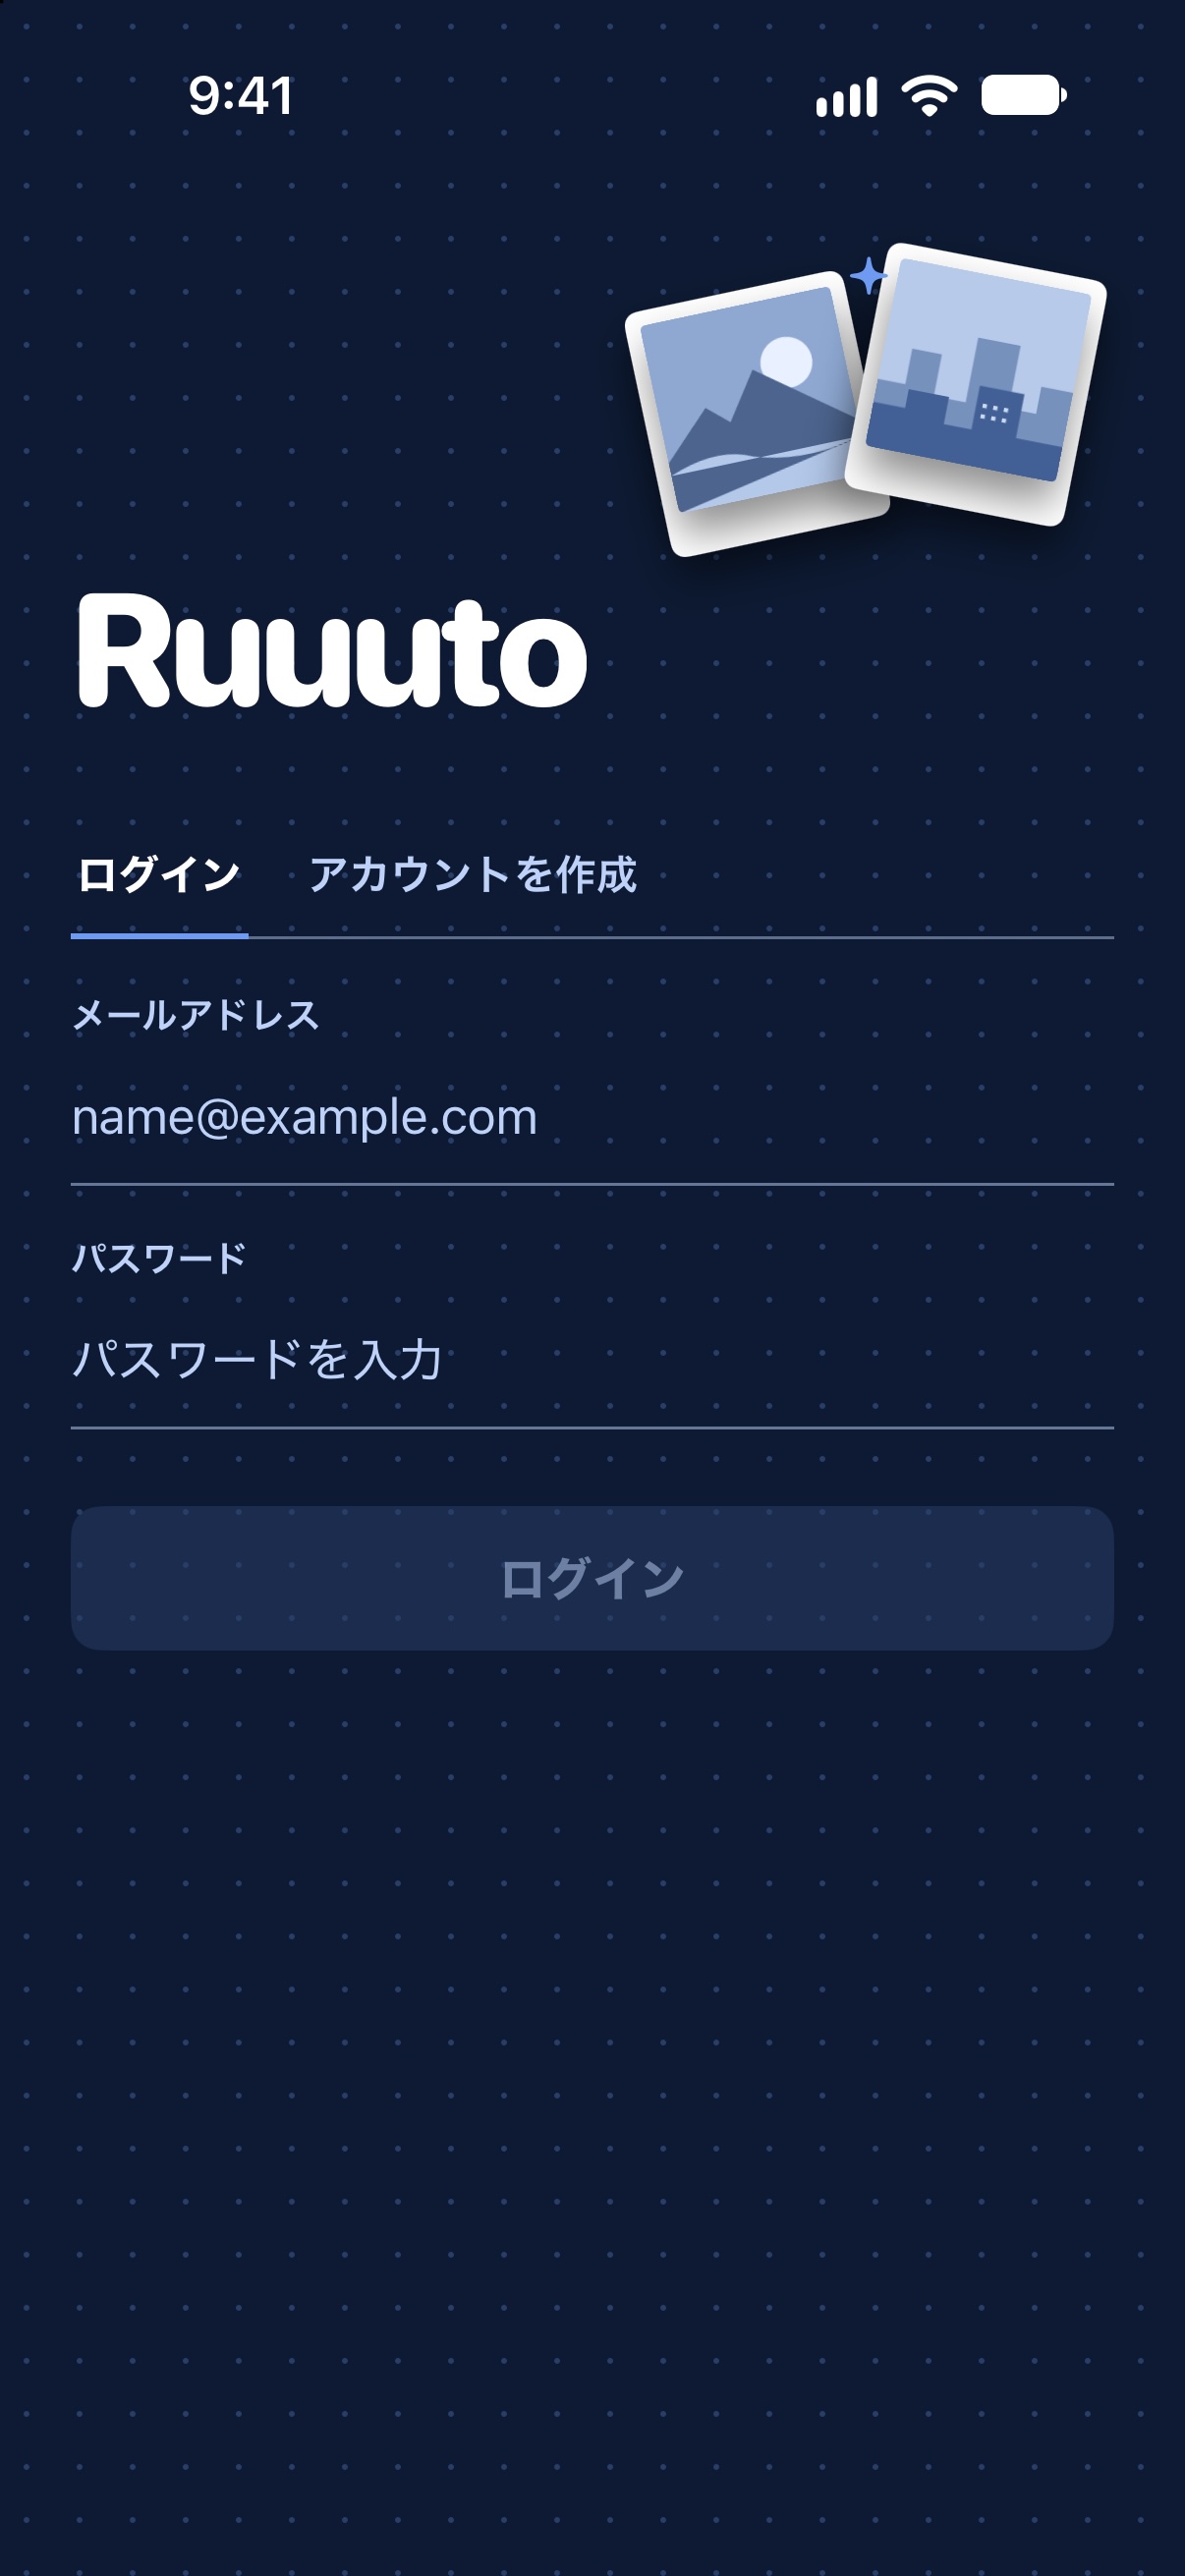 9:41
Ruuuto
ログイン アカウントを作成
メールアドレス
name@example.com
パスワード
パスワードを入力
ログイン